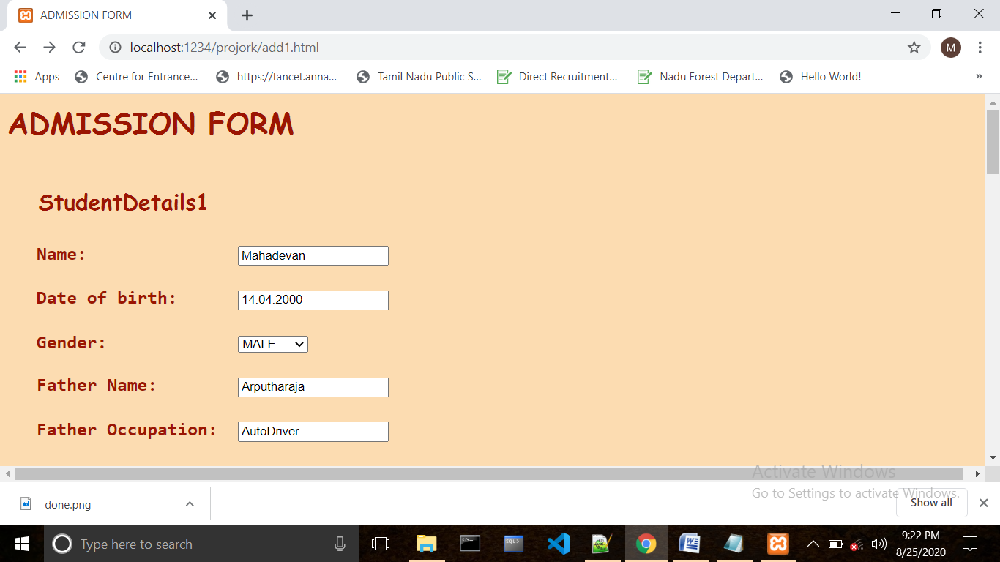 ADMISSION FORM
localhost:1234/projork/add1.html
M
Apps Centre for Entrance... https://tancet.anna... Tamil Nadu Public S... Direct Recruitment... Nadu Forest Depart... Hello World! »
ADMISSION FORM
StudentDetails1
Name: Mahadevan
Date of birth: 14.04.2000
Gender: MALE
Father Name: Arputharaja
Father Occupation: AutoDriver
Activate Windows
Go to Settings to activate Windows.
done.png Show all
Type here to search
SQL>
W
9:22 PM
8/25/2020